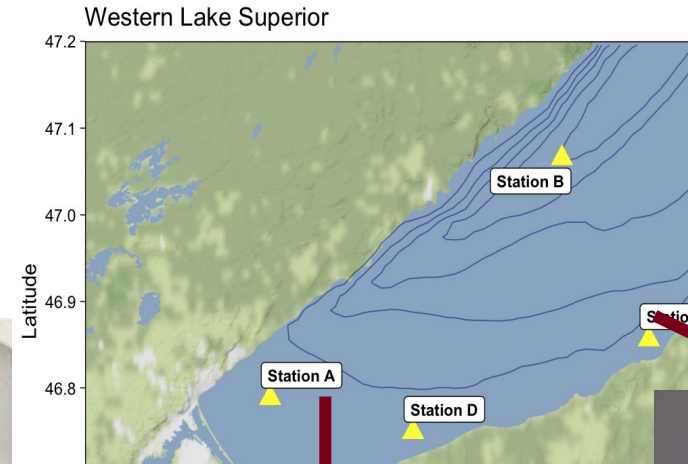 Western Lake Superior
47.2
47.1
Station B
47.0
Latitude
46.9
46.8
Station A
Station D